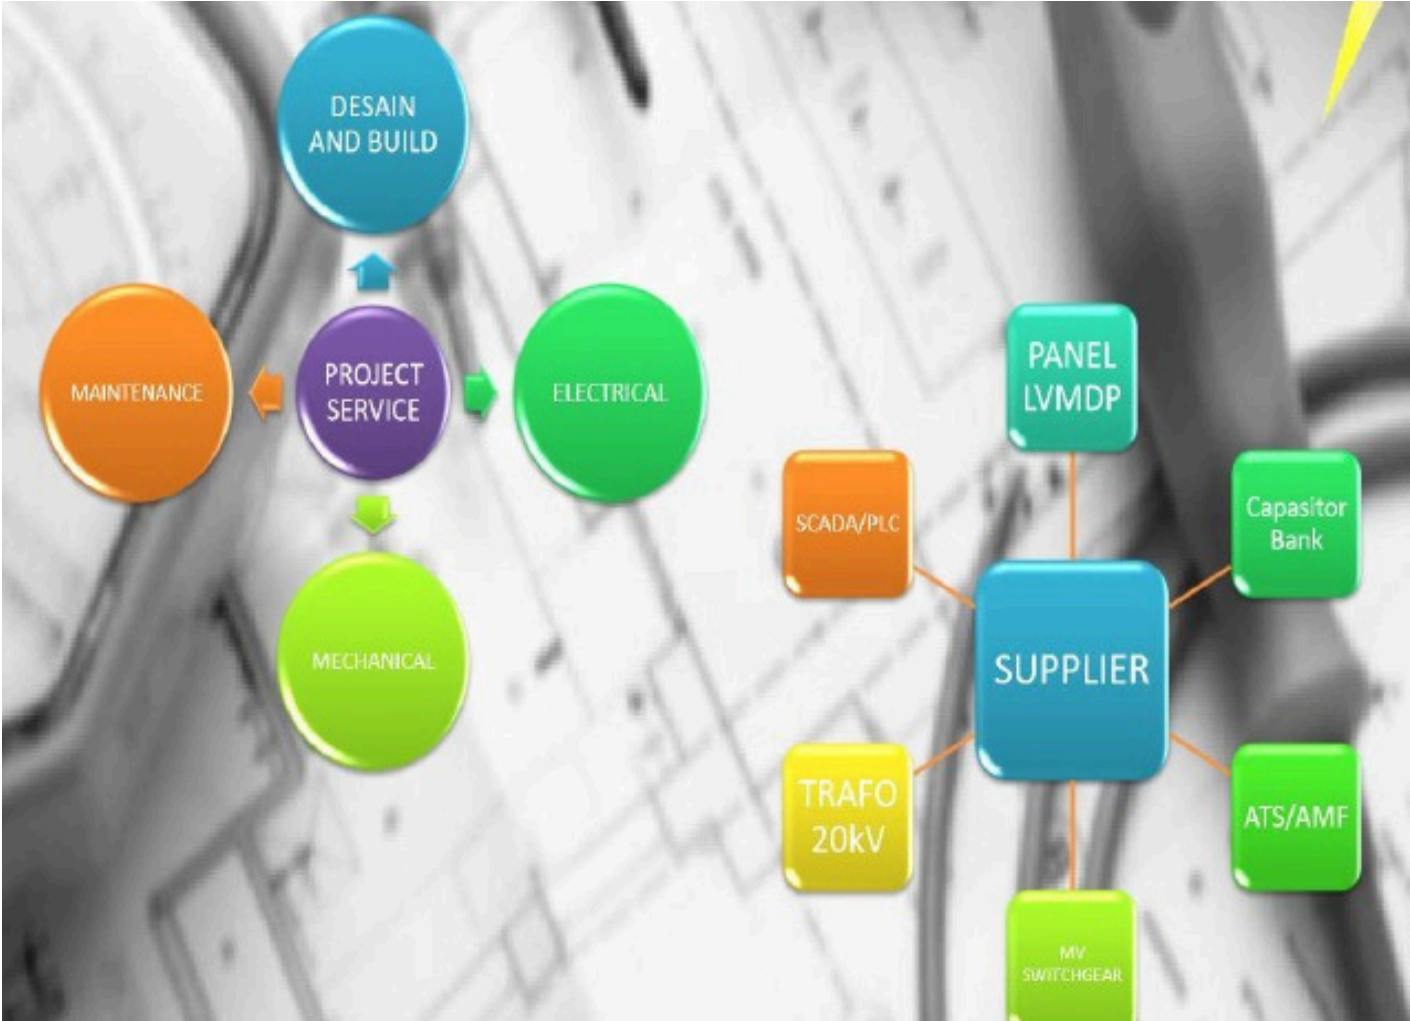 DESAIN
AND BUILD
MAINTENANCE
PROJECT
SERVICE
ELECTRICAL
MECHANICAL
PANEL
LVMDP
SCADA/PLC
Capasitor
Bank
SUPPLIER
TRAFO
20kV
ATS/AMF
MV
SWITCHGEAR